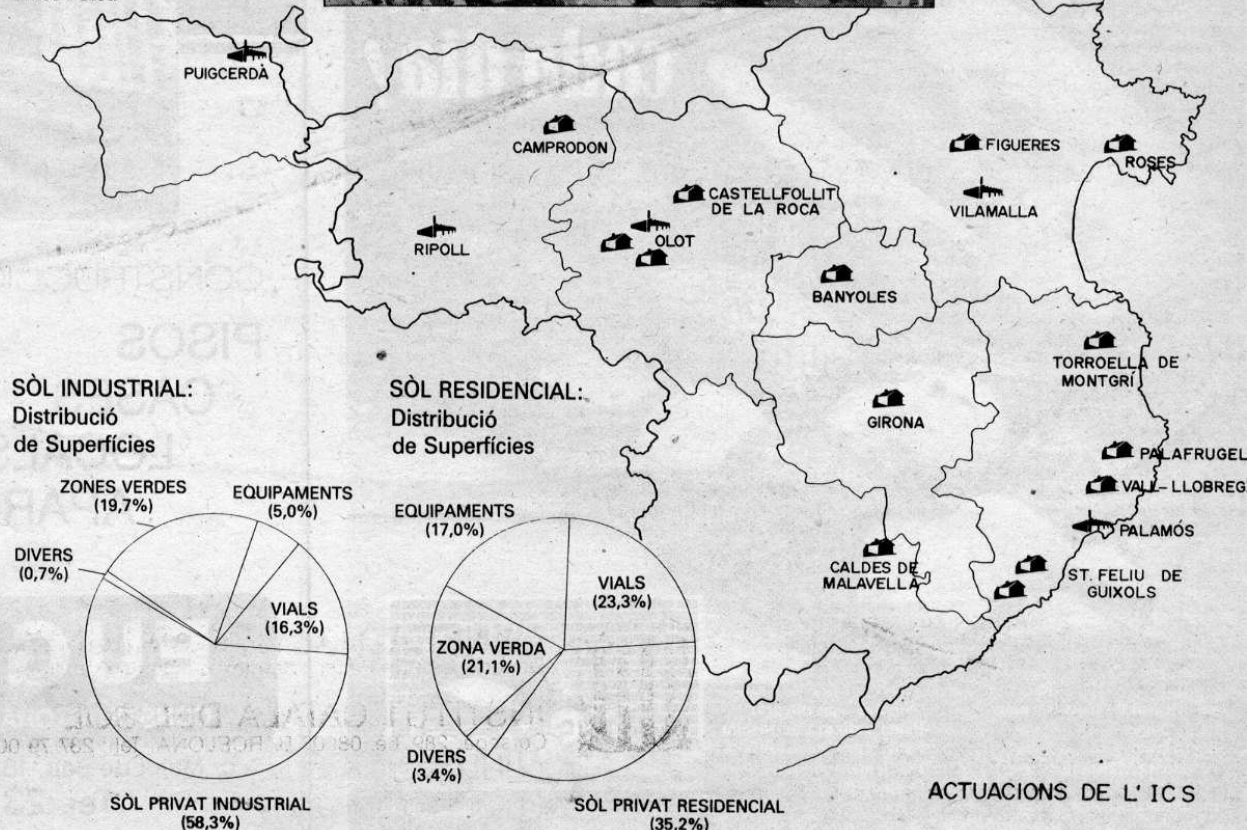 PUIGCERDÀ
CAMPRODON
FIGUERES
ROSES
CASTELLFOLLIT
DE LA ROCA
VILAMALLA
RIPOLL
OLOT
BANYOLES
TORROELLA DE
MONTGRÍ
GIRONA
PALAFRUGEL
VALL-LLOBREG
PALAMÓS
CALDES DE
MALAVELLA
ST. FELIU DE
GUIXOLS
SÒL INDUSTRIAL:
Distribució
de Superfícies
ZONES VERDES
(19,7%)
EQUIPAMENTS
(5,0%)
DIVERS
(0,7%)
VIALS
(16,3%)
SÒL PRIVAT INDUSTRIAL
(58,3%)
SÒL RESIDENCIAL:
Distribució
de Superfícies
EQUIPAMENTS
(17,0%)
VIALS
(23,3%)
ZONA VERDA
(21,1%)
DIVERS
(3,4%)
SÒL PRIVAT RESIDENCIAL
(35,2%)
ACTUACIONS DE L'ICS